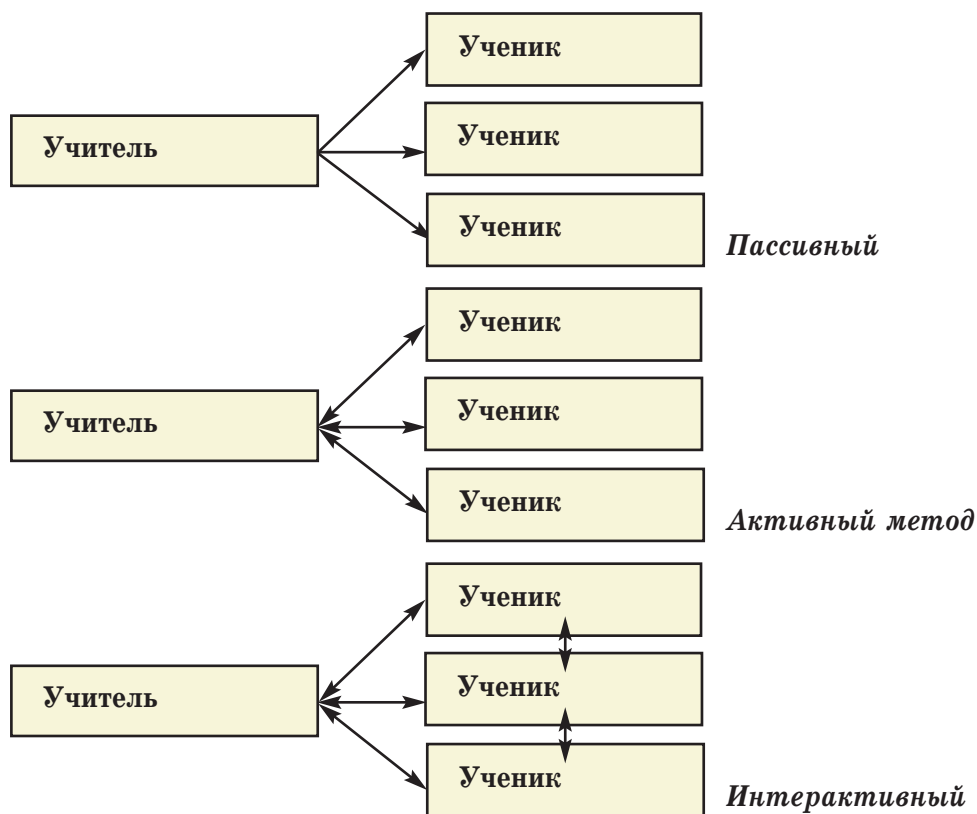 Ученик
Учитель
Ученик
Ученик
Пассивный
Ученик
Учитель
Ученик
Ученик
Активный метод
Ученик
Учитель
Ученик
Ученик
Интерактивный